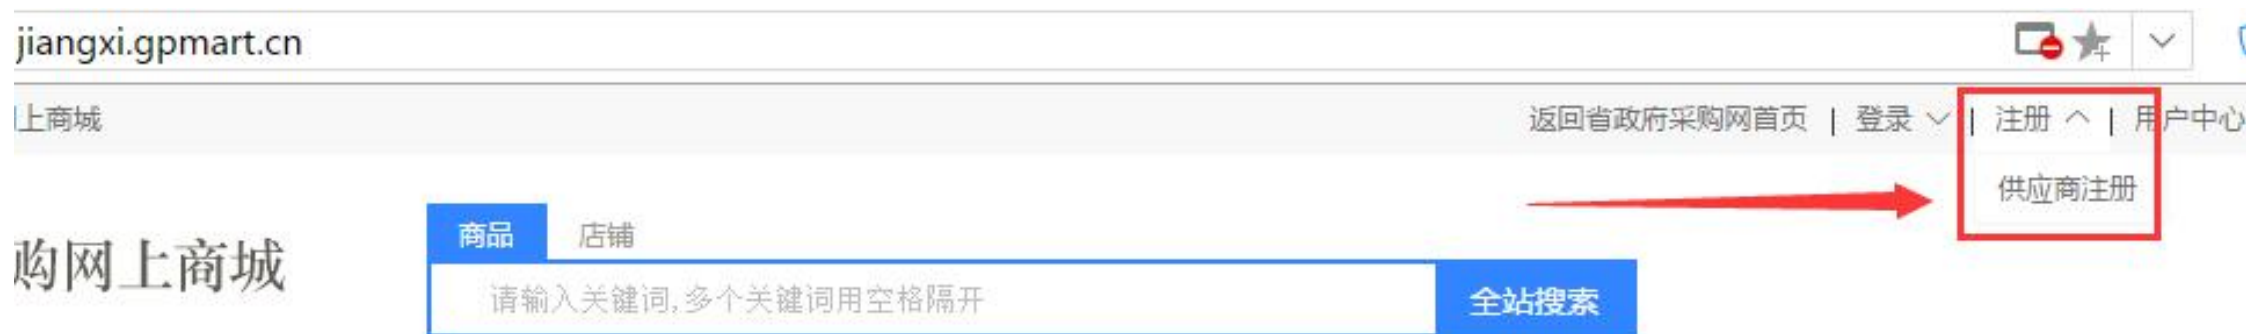 jiangxi.gpmart.cn
上商城
返回省政府采购网首页 | 登录 | 注册 | 用户中心
供应商注册
商品 店铺
购网上商城
请输入关键词,多个关键词用空格隔开 全站搜索